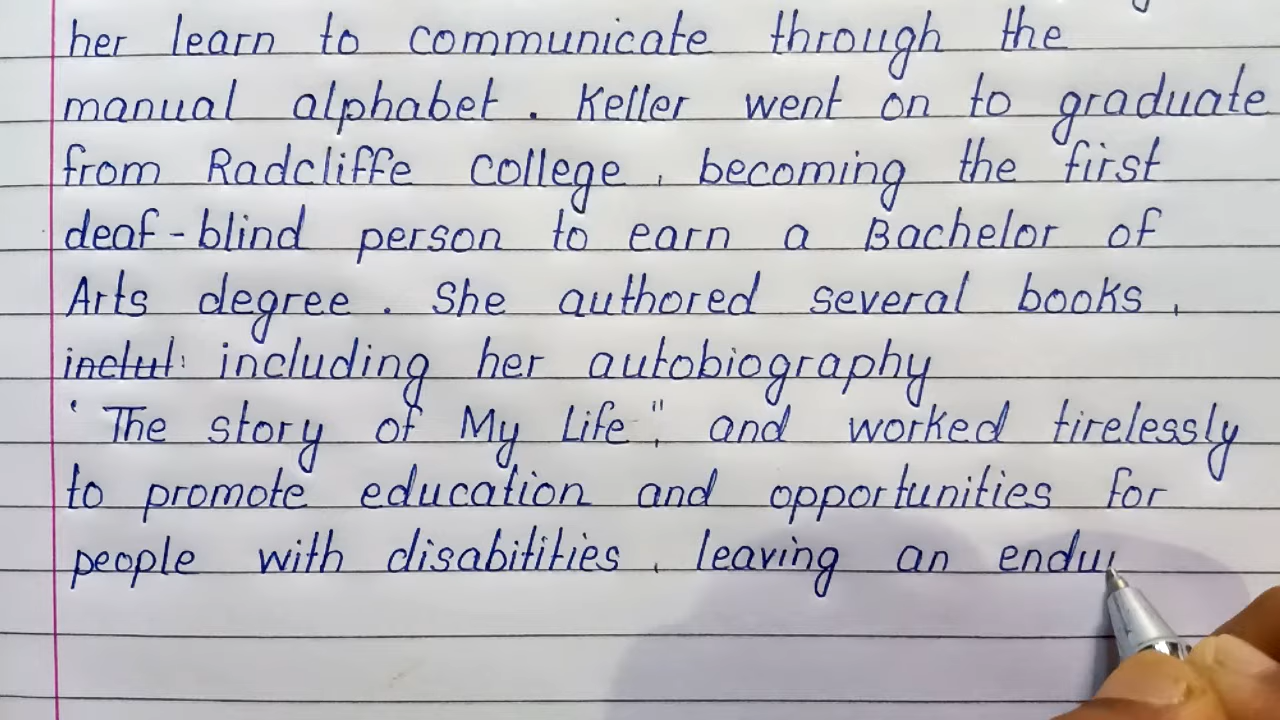 her learn to communicate through the
manual alphabet. Keller went on to graduate
from Radcliffe college, becoming the first
deaf-blind person to earn a Bachelor of
Arts degree. She authored several books,
including her autobiography
"The story of My Life", and worked tirelessly
to promote education and opportunities for
people with disabitities, leaving an endu